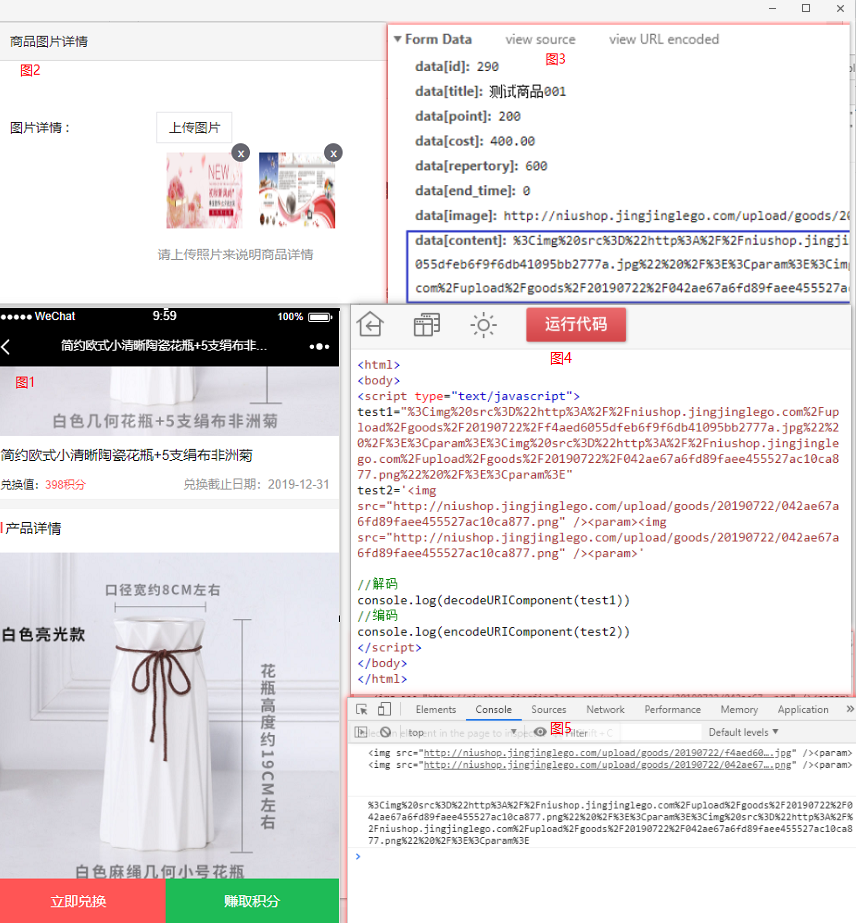 商品图片详情
图2
图片详情：
上传图片
x
x
NEW
请上传照片来说明商品详情
Form Data view source view URL encoded
图3
data[id]: 290
data[title]: 测试商品001
data[point]: 200
data[cost]: 400.00
data[repertory]: 600
data[end_time]: 0
data[image]: http://niushop.jingjinglego.com/upload/goods/20
data[content]: %3Cimg%20src%3D%22http%3A%2F%2Fniushop.jingji
055dfeb6f9f6db41095bb2777a.jpg%22%20%2F%3E%3Cparam%3E%3Cimg
com%2Fupload%2Fgoods%2F20190722%2F042ae67a6fd89faee455527ac
WeChat 9:59 100%
简约欧式小清晰陶瓷花瓶+5支绢布非...
图1
白色几何花瓶+5支绢布非洲菊
简约欧式小清晰陶瓷花瓶+5支绢布非洲菊
兑换值：398积分 兑换截止日期：2019-12-31
产品详情
口径宽约8CM左右
白色亮光款
花瓶高度约19CM左右
白色麻绳几何小号花瓶
立即兑换 赚取积分
运行代码
图4
<html>
<body>
<script type="text/javascript">
test1="%3Cimg%20src%3D%22http%3A%2F%2Fniushop.jingjinglego.com%2Fup
load%2Fgoods%2F20190722%2Ff4aed6055dfeb6f9f6db41095bb2777a.jpg%22%2
0%2F%3E%3Cparam%3E%3Cimg%20src%3D%22http%3A%2F%2Fniushop.jingjingle
go.com%2Fupload%2Fgoods%2F20190722%2F042ae67a6fd89faee455527ac10ca8
77.png%22%20%2F%3E%3Cparam%3E"
test2='<img
src="http://niushop.jingjinglego.com/upload/goods/20190722/042ae67a
6fd89faee455527ac10ca877.png" /><param><img
src="http://niushop.jingjinglego.com/upload/goods/20190722/042ae67a
6fd89faee455527ac10ca877.png" /><param>'
//解码
console.log(decodeURIComponent(test1))
//编码
console.log(encodeURIComponent(test2))
</script>
</body>
</html>
Elements Console Sources Network Performance Memory Application »
top 图5 Filter Default levels ▼
<img src="http://niushop.jingjinglego.com/upload/goods/20190722/f4aed60….jpg" /><param>
<img src="http://niushop.jingjinglego.com/upload/goods/20190722/042ae67….png" /><param>
%3Cimg%20src%3D%22http%3A%2F%2Fniushop.jingjinglego.com%2Fupload%2Fgoods%2F20190722%2F0
42ae67a6fd89faee455527ac10ca877.png%22%20%2F%3E%3Cparam%3E%3Cimg%20src%3D%22http%3A%2F%
2Fniushop.jingjinglego.com%2Fupload%2Fgoods%2F20190722%2F042ae67a6fd89faee455527ac10ca8
77.png%22%20%2F%3E%3Cparam%3E